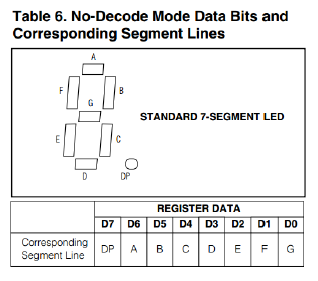 Table 6. No-Decode Mode Data Bits and
Corresponding Segment Lines
A
F B
G
STANDARD 7-SEGMENT LED
E C
D DP
REGISTER DATA
D7 D6 D5 D4 D3 D2 D1 D0
Corresponding
Segment Line
DP A B C D E F G